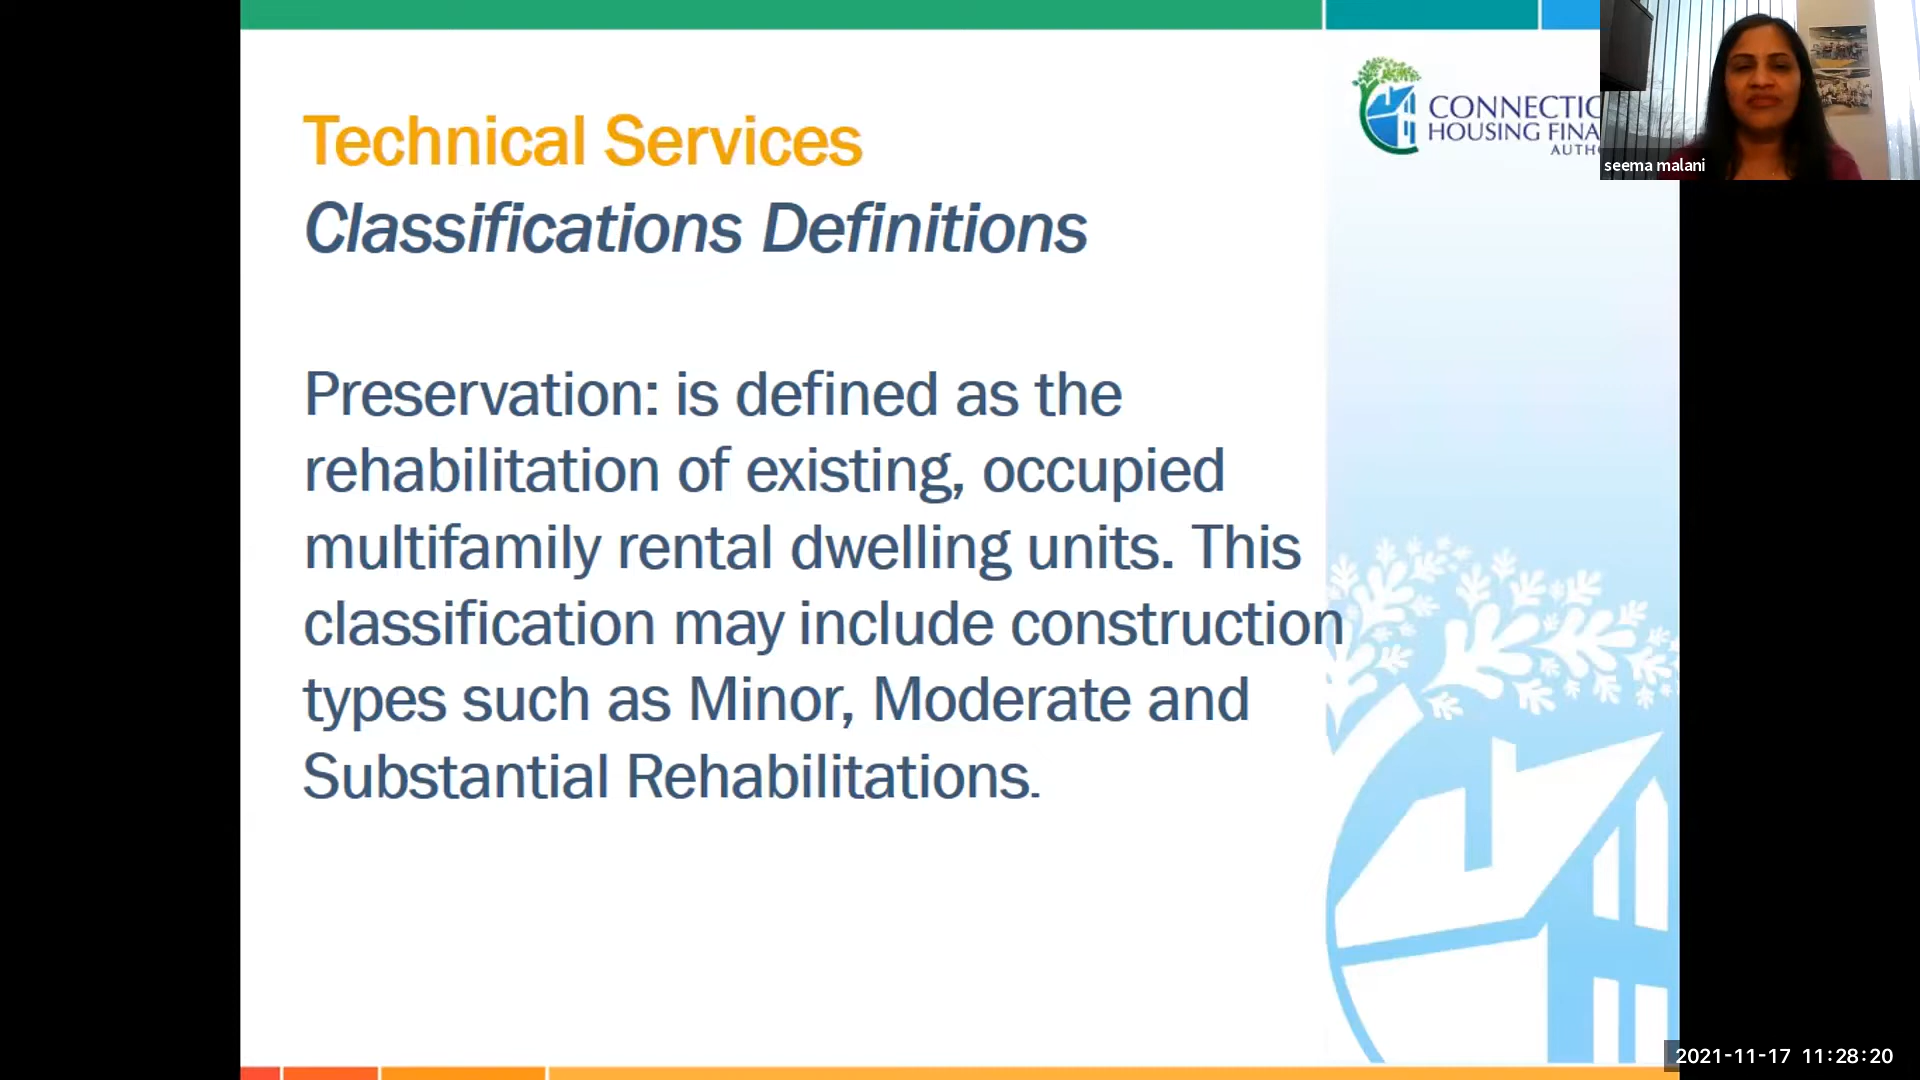 Technical Services
Classifications Definitions
Preservation: is defined as the
rehabilitation of existing, occupied
multifamily rental dwelling units. This
classification may include construction
types such as Minor, Moderate and
Substantial Rehabilitations.
CONNECTIC
HOUSING FINA
AUTH
seema malani
2021-11-17 11:28:20